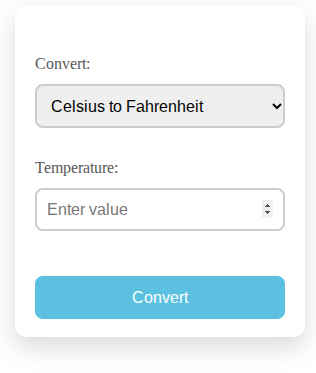 Convert:
Celsius to Fahrenheit
Temperature:
Enter value
Convert